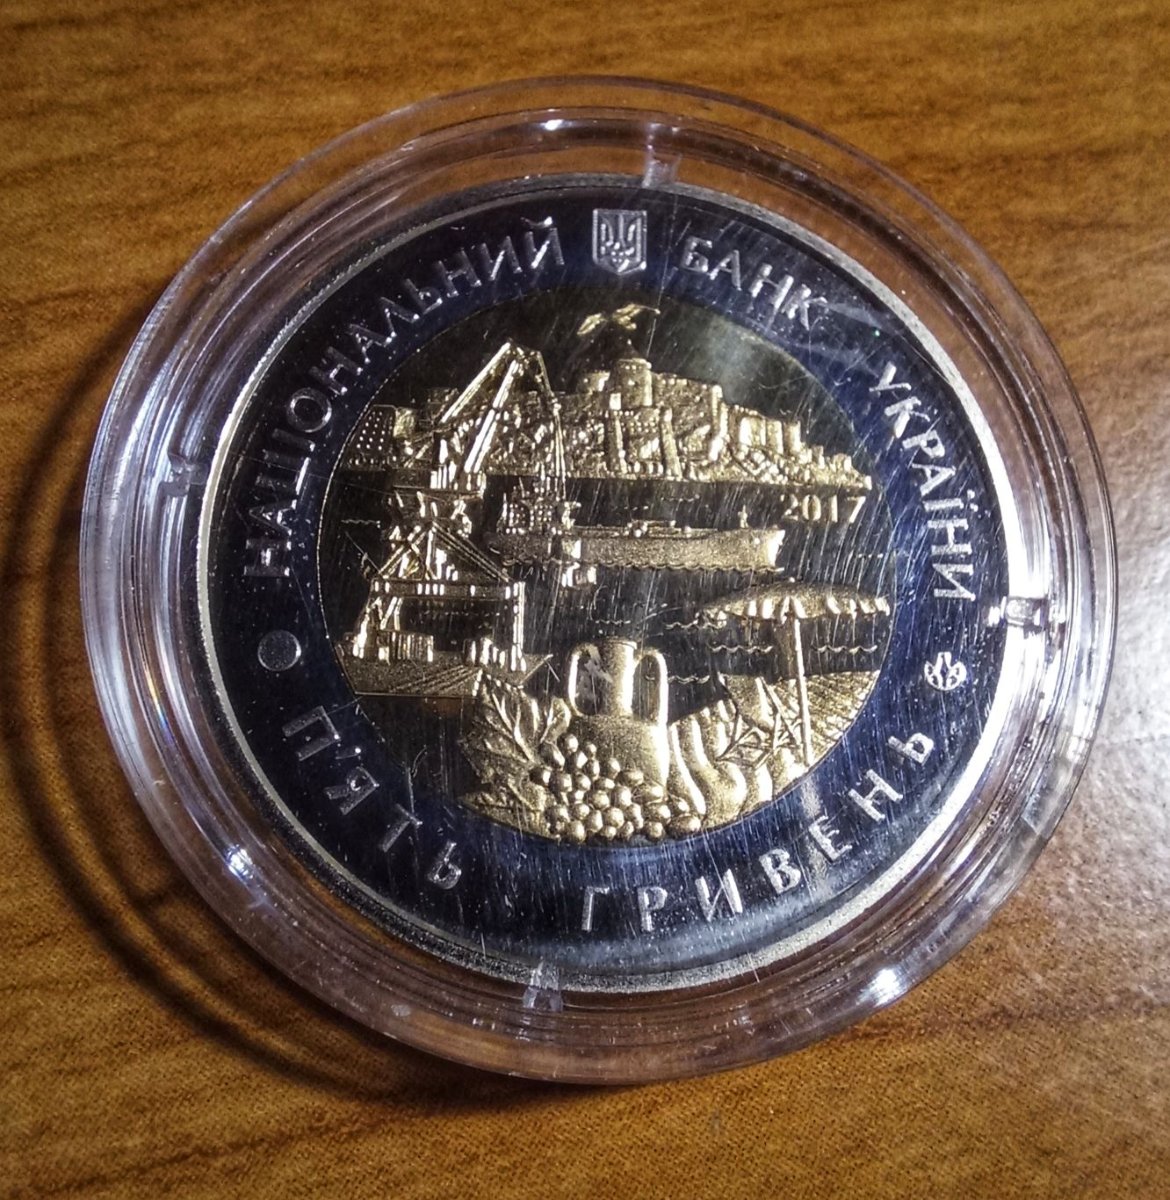 НАЦІОНАЛЬНИЙ БАНК УКРАЇНИ
2017
П'ЯТЬ ГРИВЕНЬ